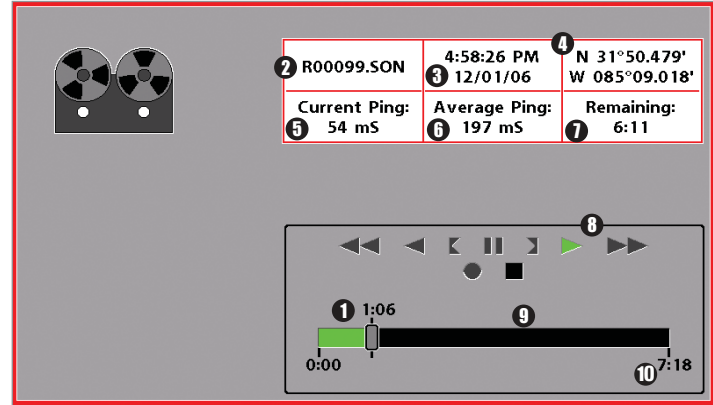 2 R00099.SON
3 4:58:26 PM
12/01/06
4 N 31°50.479'
W 085°09.018'
5 Current Ping:
54 mS
6 Average Ping:
197 mS
7 Remaining:
6:11
8
1 1:06
9
0:00
10 7:18